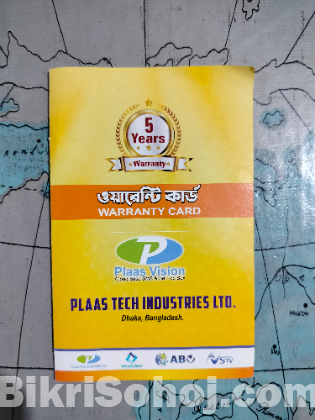 5
Years
Warranty
ওয়ারেন্টি কার্ড
WARRANTY CARD
Plaas Vision
PLAAS TECH INDUSTRIES LTD.
Dhaka, Bangladesh.
ABO
BikriSohoj.com